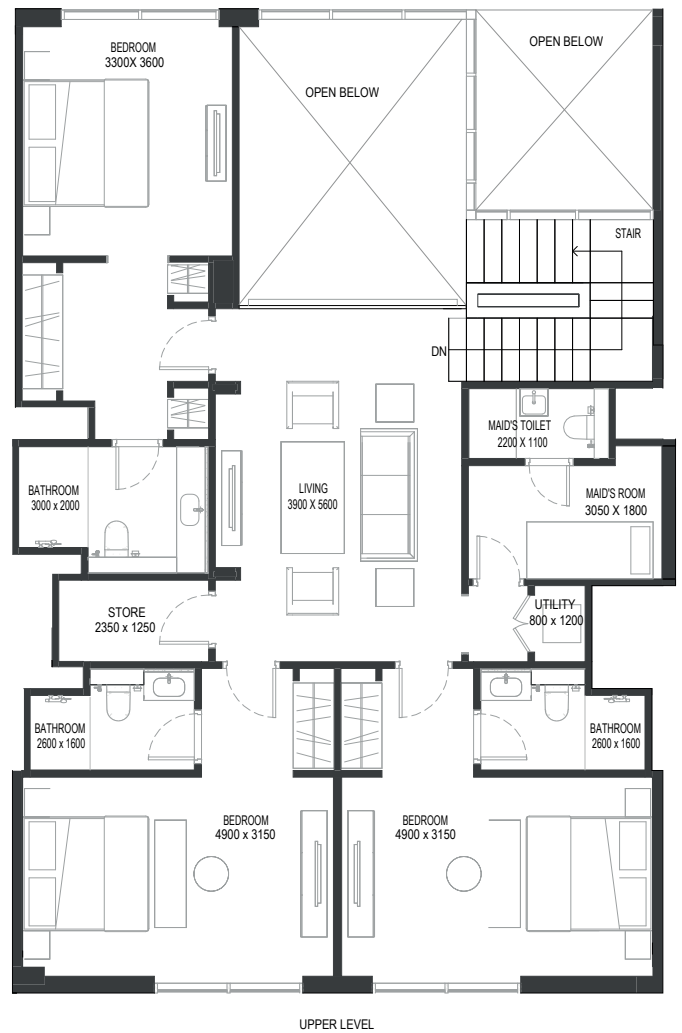 BEDROOM
3300X 3600
OPEN BELOW
OPEN BELOW
STAIR
DN
MAID'S TOILET
2200 X 1100
BATHROOM
3000 x 2000
LIVING
3900 X 5600
MAID'S ROOM
3050 X 1800
STORE
2350 x 1250
UTILITY
800 x 1200
BATHROOM
2600 x 1600
BATHROOM
2600 x 1600
BEDROOM
4900 x 3150
BEDROOM
4900 x 3150
UPPER LEVEL